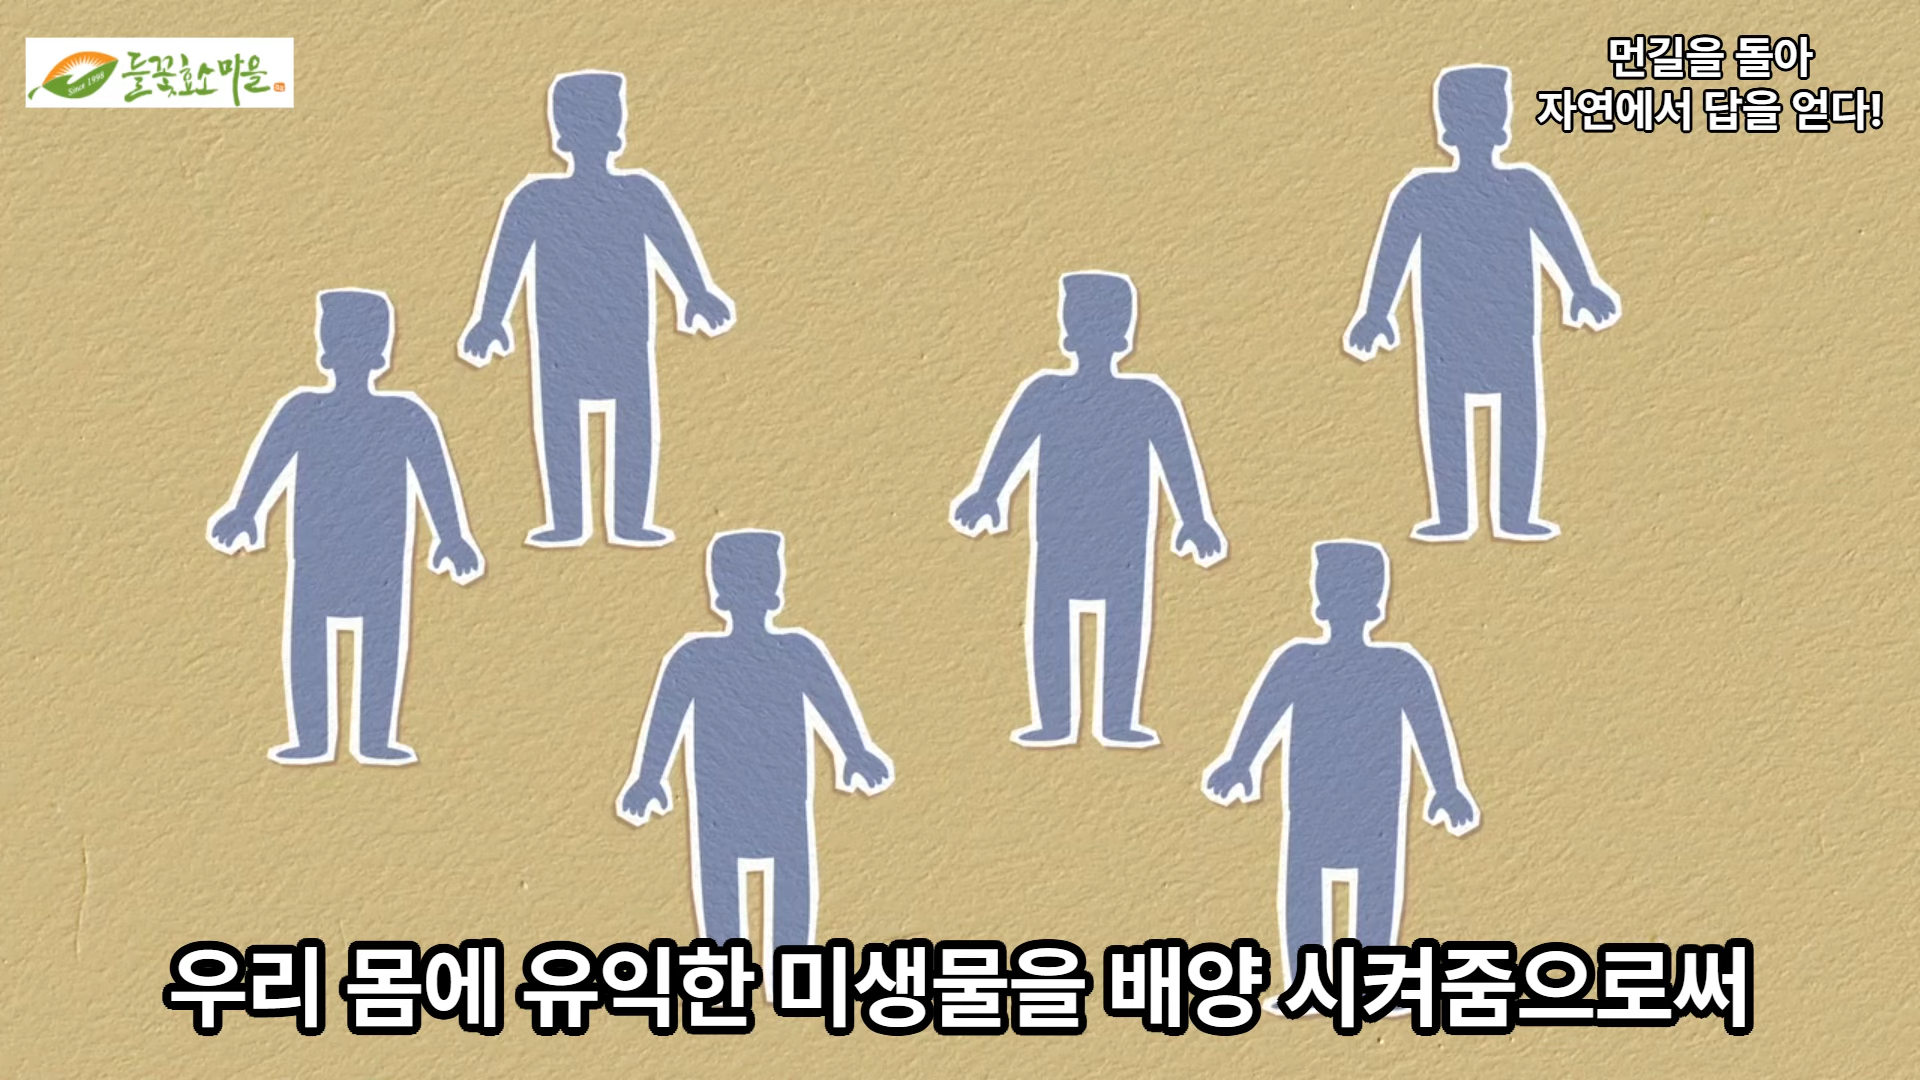 들꽃효소마을
Since 1998
먼길을 돌아
자연에서 답을 얻다!
우리 몸에 유익한 미생물을 배양 시켜줌으로써